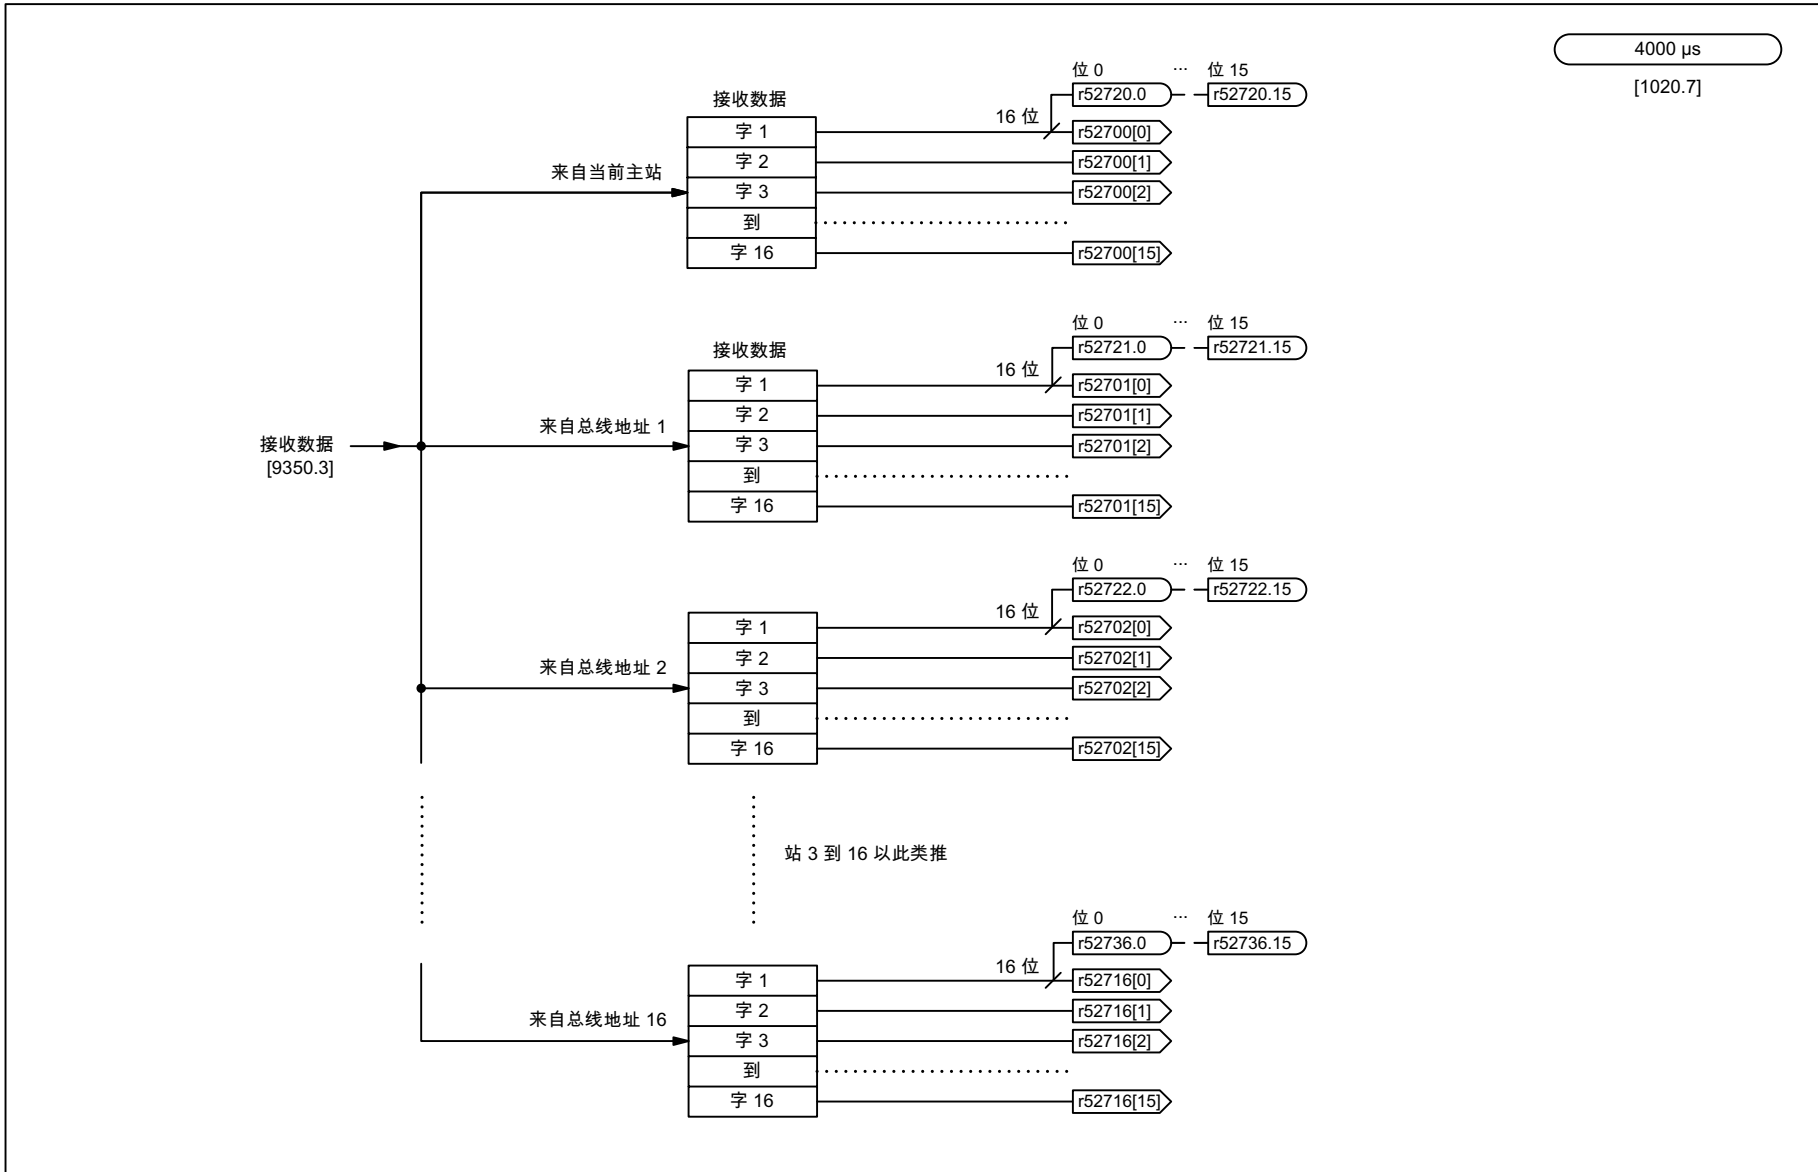 4000 µs
[1020.7]
位 0 ··· 位 15
接收数据
r52720.0 r52720.15
16 位
字 1 r52700[0]
字 2 r52700[1]
来自当前主站
字 3 r52700[2]
到
字 16 r52700[15]
位 0 ··· 位 15
接收数据
r52721.0 r52721.15
16 位
字 1 r52701[0]
字 2 r52701[1]
来自总线地址 1
字 3 r52701[2]
接收数据
[9350.3]
到
字 16 r52701[15]
位 0 ··· 位 15
r52722.0 r52722.15
16 位
字 1 r52702[0]
字 2 r52702[1]
来自总线地址 2
字 3 r52702[2]
到
字 16 r52702[15]
站 3 到 16 以此类推
位 0 ··· 位 15
r52736.0 r52736.15
16 位
字 1 r52716[0]
字 2 r52716[1]
来自总线地址 16
字 3 r52716[2]
到
字 16 r52716[15]